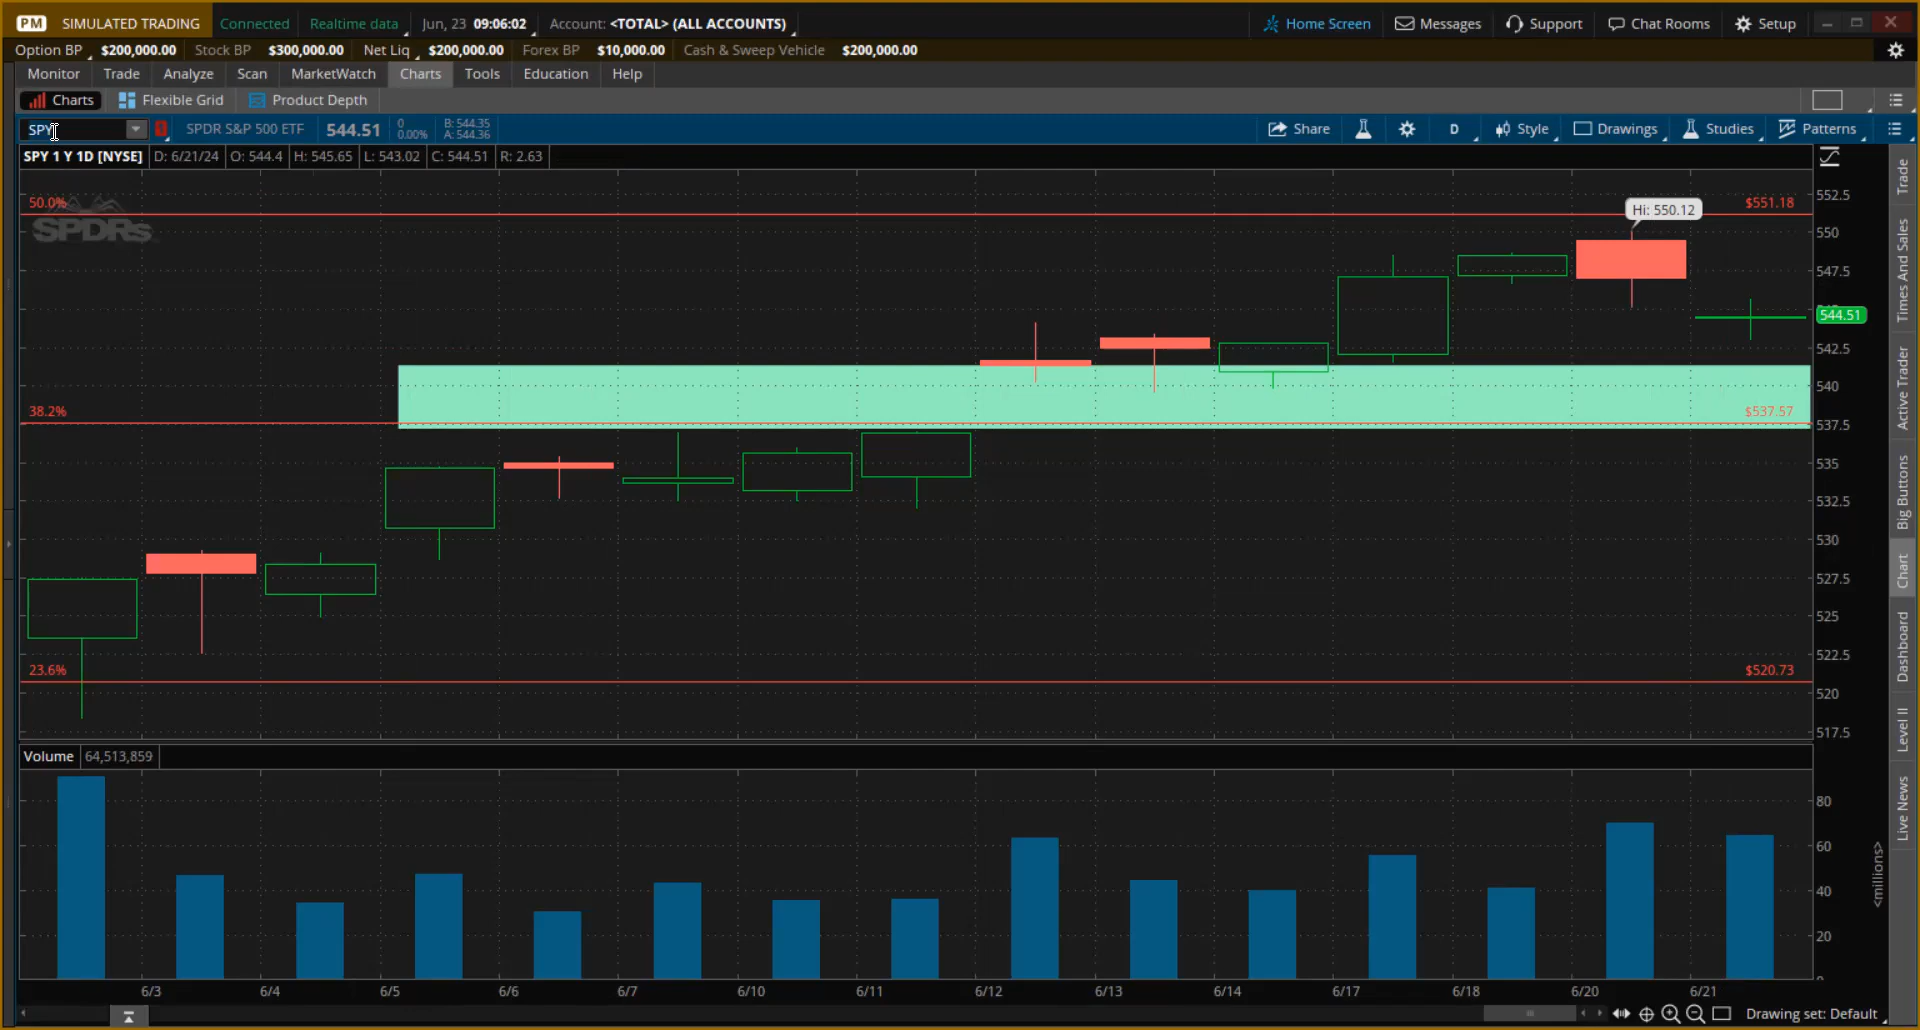 PM SIMULATED TRADING Connected Realtime data Jun, 23 09:06:02 Account: <TOTAL> (ALL ACCOUNTS) Home Screen Messages Support Chat Rooms Setup
Option BP $200,000.00 Stock BP $300,000.00 Net Liq $200,000.00 Forex BP $10,000.00 Cash & Sweep Vehicle $200,000.00
Monitor Trade Analyze Scan MarketWatch Charts Tools Education Help
Charts Flexible Grid Product Depth
SPY 1 SPDR S&P 500 ETF 544.51 0 B: 544.35
0.00% A: 544.36
Share D Style Drawings Studies Patterns
SPY 1 Y 1D [NYSE] D: 6/21/24 O: 544.4 H: 545.65 L: 543.02 C: 544.51 R: 2.63
50.0% $551.18
SPDRs
Hi: 550.12
38.2% $537.57
23.6% $520.73
552.5
550
547.5
544.51
542.5
540
537.5
535
532.5
530
527.5
525
522.5
520
517.5
Volume 64,513,859
80
60
40
20
<millions>
6/3 6/4 6/5 6/6 6/7 6/10 6/11 6/12 6/13 6/14 6/17 6/18 6/20 6/21
Drawing set: Default
Trade
Times And Sales
Active Trader
Big Buttons
Chart
Dashboard
Level II
Live News